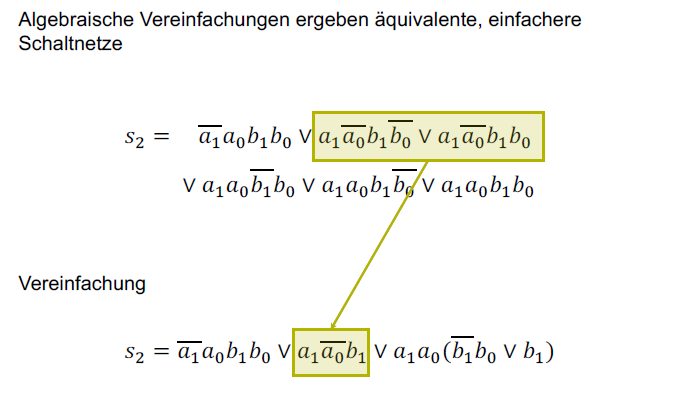 Algebraische Vereinfachungen ergeben äquivalente, einfachere
Schaltnetze
s₂ = a̅₁a₀b₁b₀ ∨ a₁a̅₀b₁b̅₀ ∨ a₁a̅₀b₁b₀
∨ a₁a₀b̅₁b₀ ∨ a₁a₀b₁b̅₀ ∨ a₁a₀b₁b₀
Vereinfachung
s₂ = a̅₁a₀b₁b₀ ∨ a₁a̅₀b₁ ∨ a₁a₀(b̅₁b₀ ∨ b₁)